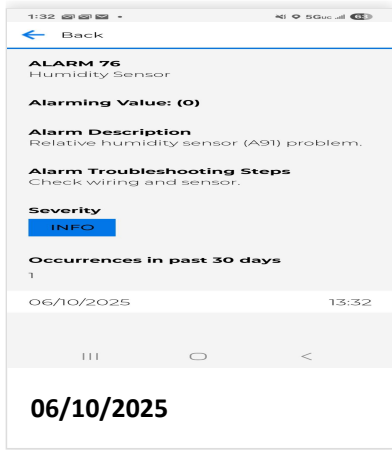 1:32
5Guc 63
Back
ALARM 76
Humidity Sensor
Alarming Value: (0)
Alarm Description
Relative humidity sensor (A91) problem.
Alarm Troubleshooting Steps
Check wiring and sensor.
Severity
INFO
Occurrences in past 30 days
1
06/10/2025 13:32
06/10/2025